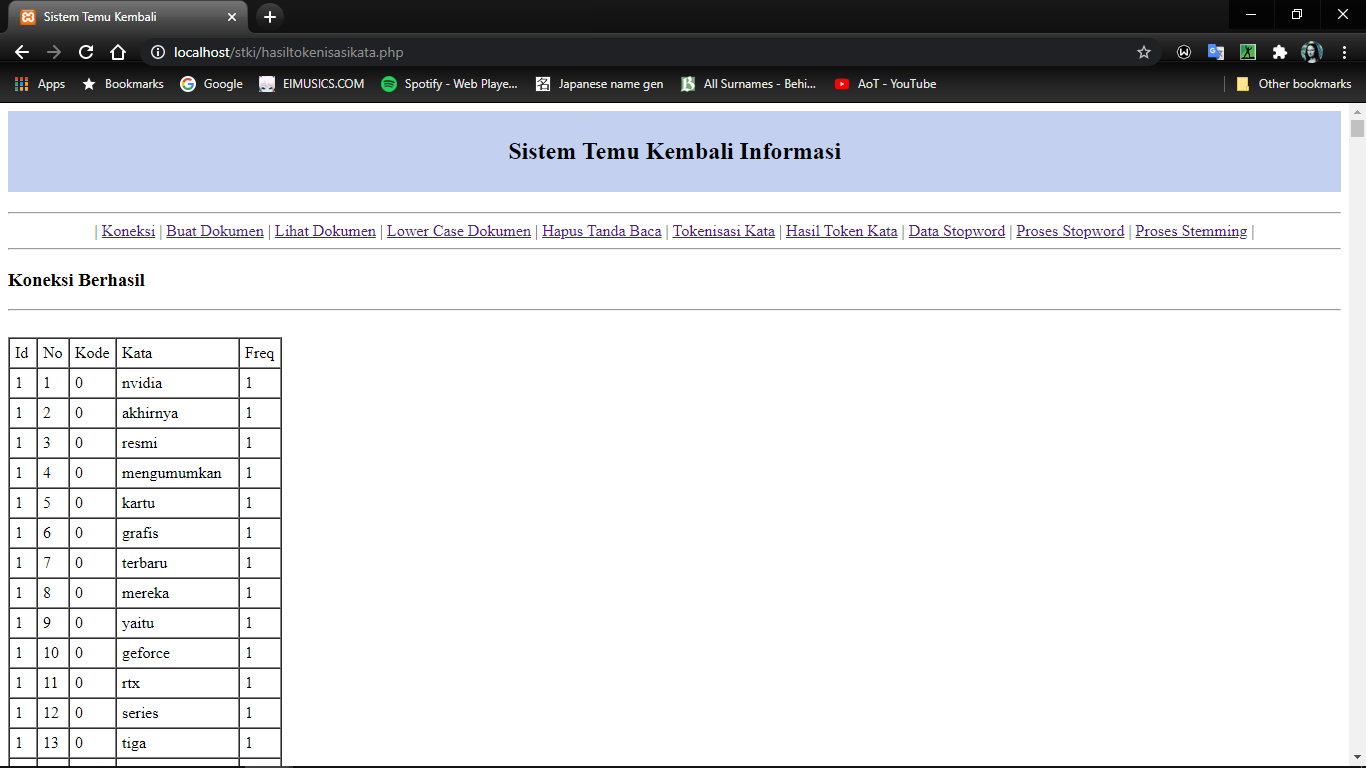 Sistem Temu Kembali
localhost/stki/hasiltokenisasikata.php
Apps Bookmarks Google EIMUSICS.COM Spotify - Web Playe... Japanese name gen All Surnames - Behi... AoT - YouTube Other bookmarks
Sistem Temu Kembali Informasi
| Koneksi | Buat Dokumen | Lihat Dokumen | Lower Case Dokumen | Hapus Tanda Baca | Tokenisasi Kata | Hasil Token Kata | Data Stopword | Proses Stopword | Proses Stemming |
Koneksi Berhasil
Id No Kode Kata Freq
1 1 0 nvidia 1
1 2 0 akhirnya 1
1 3 0 resmi 1
1 4 0 mengumumkan 1
1 5 0 kartu 1
1 6 0 grafis 1
1 7 0 terbaru 1
1 8 0 mereka 1
1 9 0 yaitu 1
1 10 0 geforce 1
1 11 0 rtx 1
1 12 0 series 1
1 13 0 tiga 1